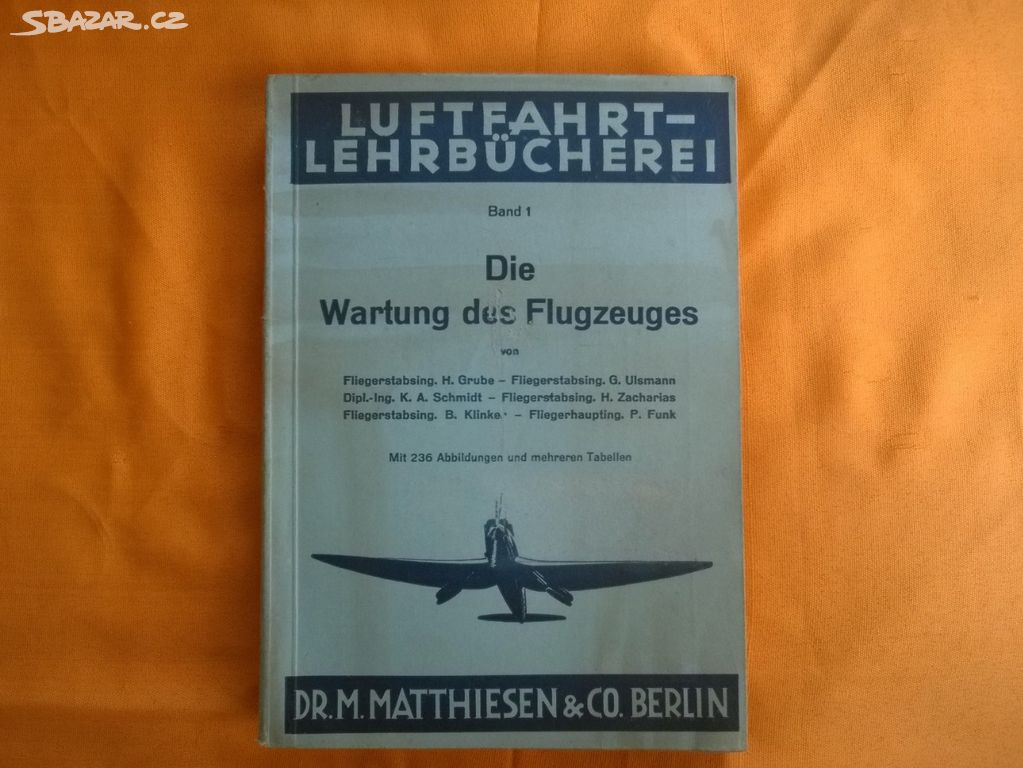 SBAZAR.CZ
LUFTFAHRT-
LEHRBÜCHEREI
Band 1
Die
Wartung des Flugzeuges
von
Fliegerstabsing. H. Grube – Fliegerstabsing. G. Ulsmann
Dipl.-Ing. K. A. Schmidt – Fliegerstabsing. H. Zacharias
Fliegerstabsing. B. Klinker – Fliegerhaupting. P. Funk
Mit 236 Abbildungen und mehreren Tabellen
DR. M. MATTHIESEN & CO. BERLIN